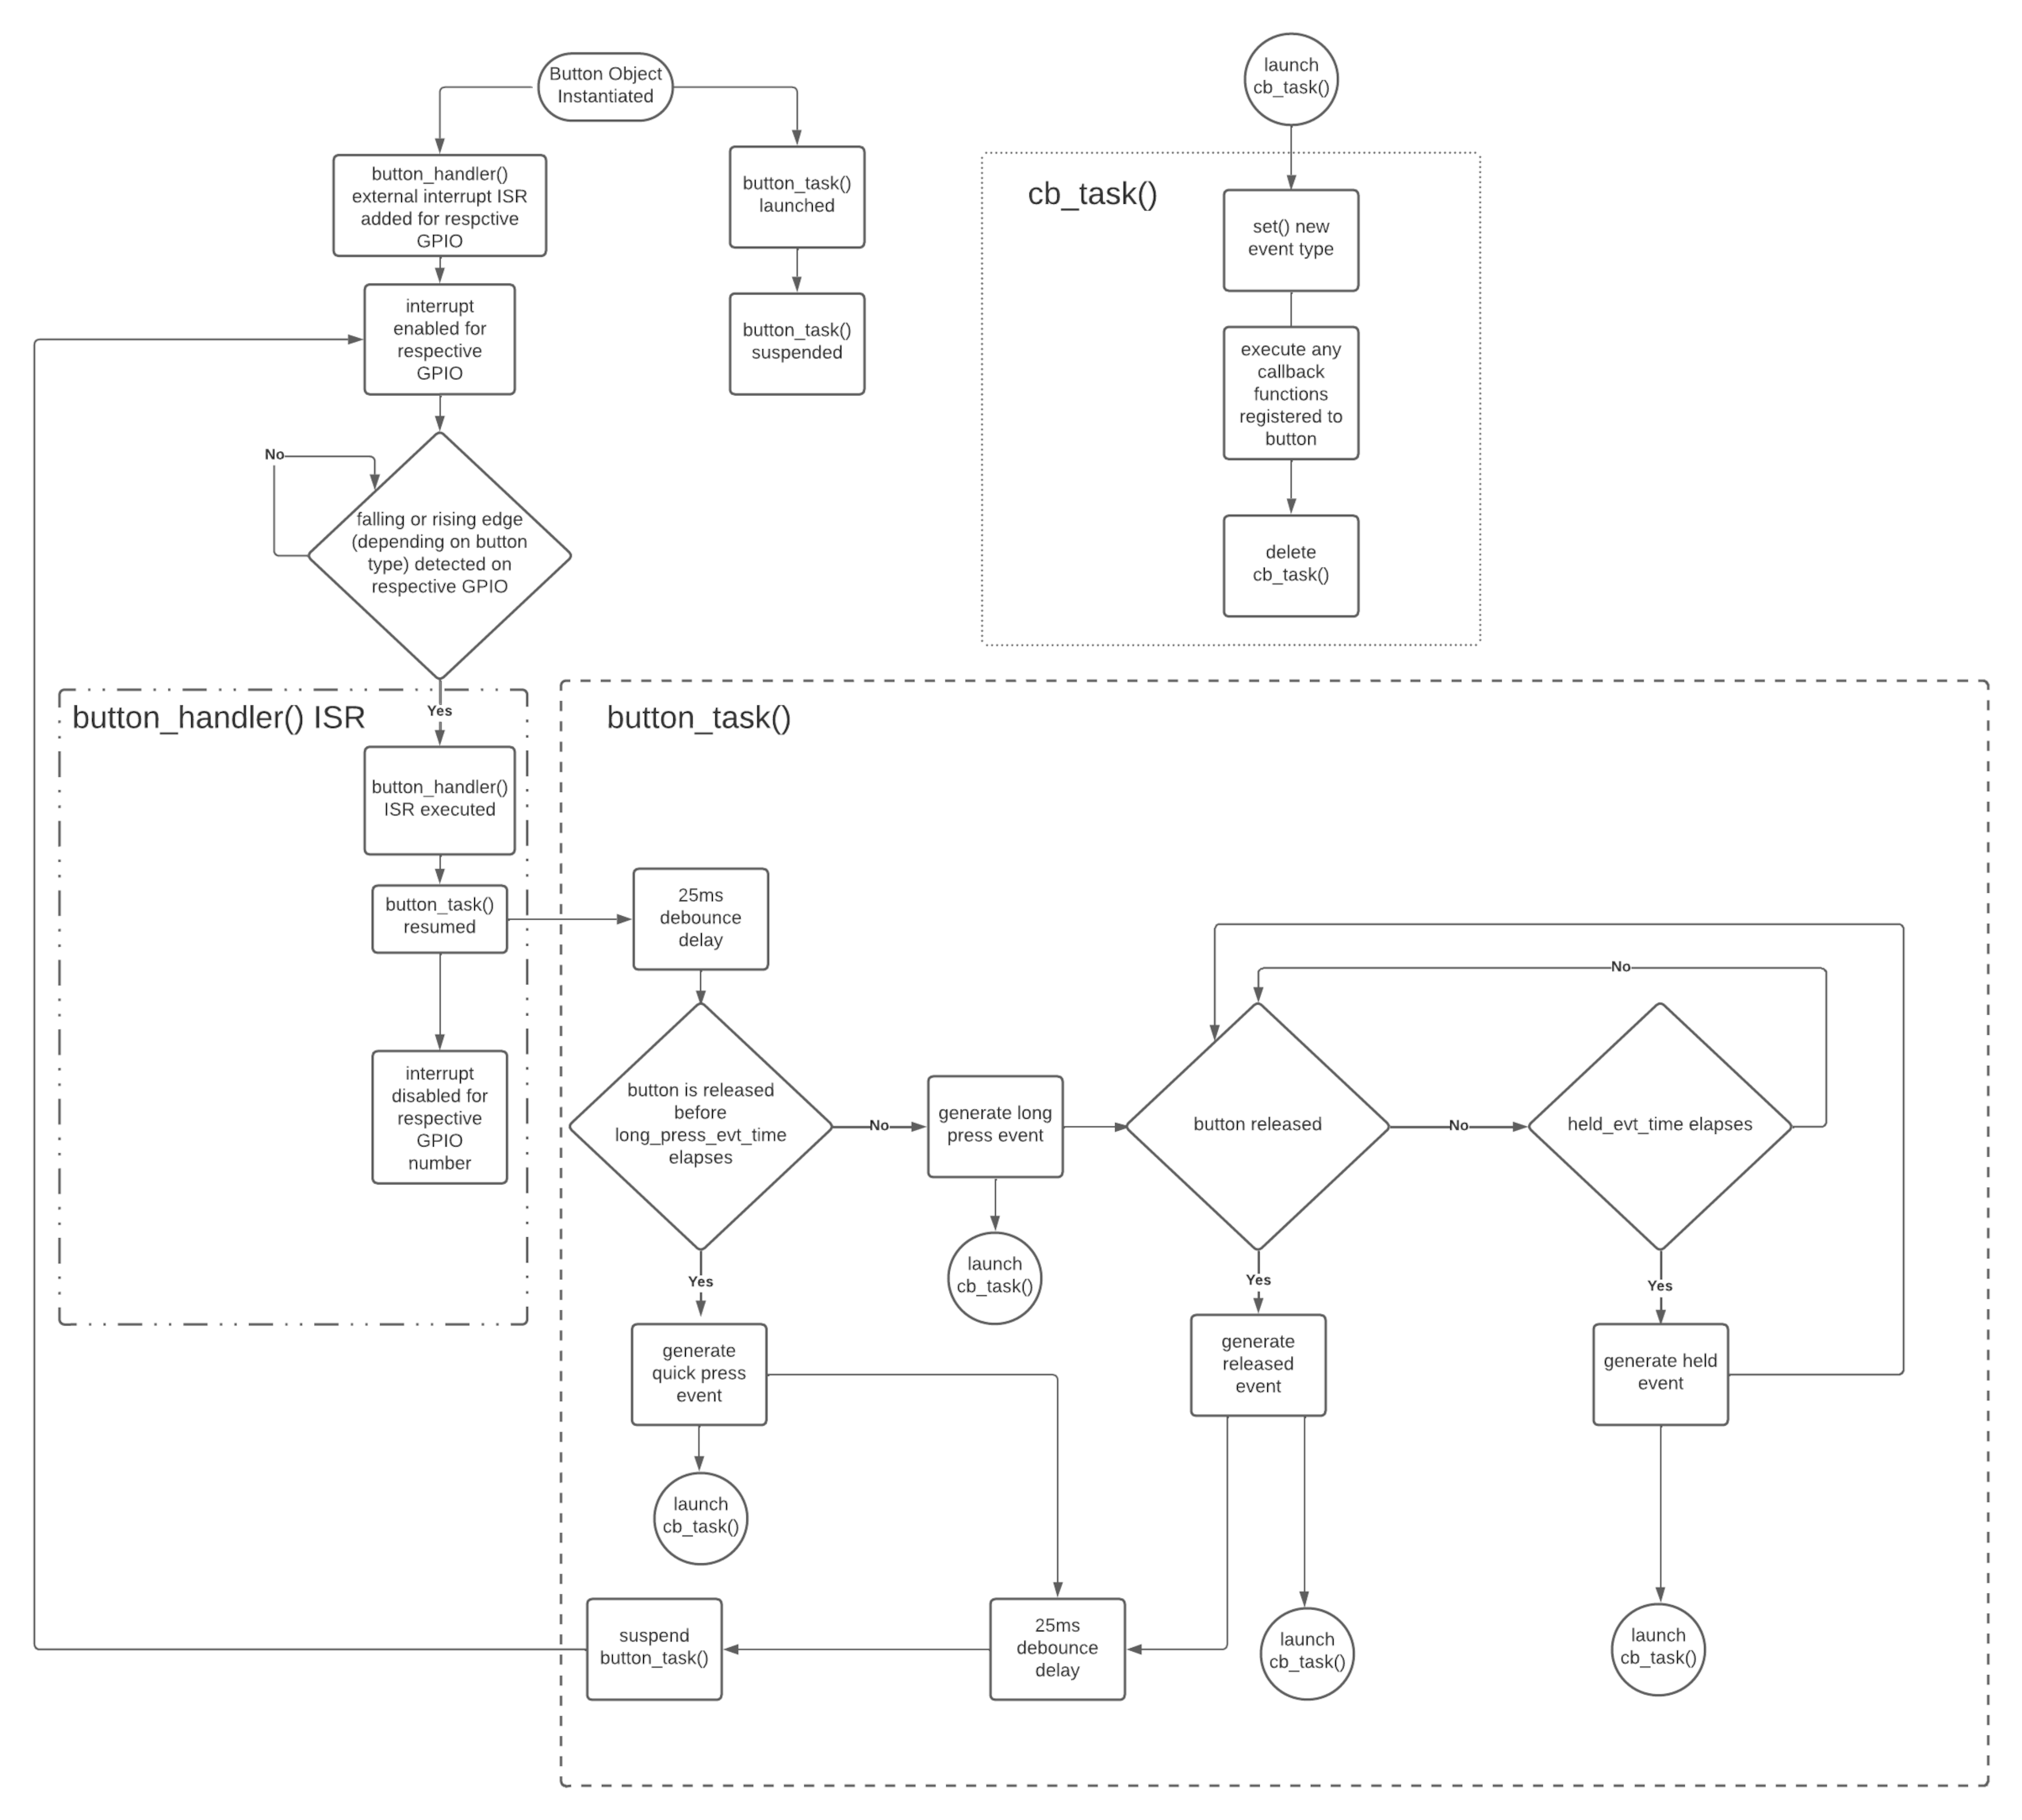 Button Object
Instantiated
button_handler()
external interrupt ISR
added for respctive
GPIO
interrupt
enabled for
respective
GPIO
No
falling or rising edge
(depending on button
type) detected on
respective GPIO
button_task()
launched
button_task()
suspended
launch
cb_task()
cb_task()
set() new
event type
execute any
callback
functions
registered to
button
delete
cb_task()
button_handler() ISR
Yes
button_handler()
ISR executed
button_task()
resumed
interrupt
disabled for
respective
GPIO
number
button_task()
25ms
debounce
delay
button is released
before
long_press_evt_time
elapses
No
generate long
press event
launch
cb_task()
button released
No
held_evt_time elapses
No
Yes
generate
quick press
event
launch
cb_task()
Yes
generate
released
event
launch
cb_task()
Yes
generate held
event
launch
cb_task()
25ms
debounce
delay
suspend
button_task()